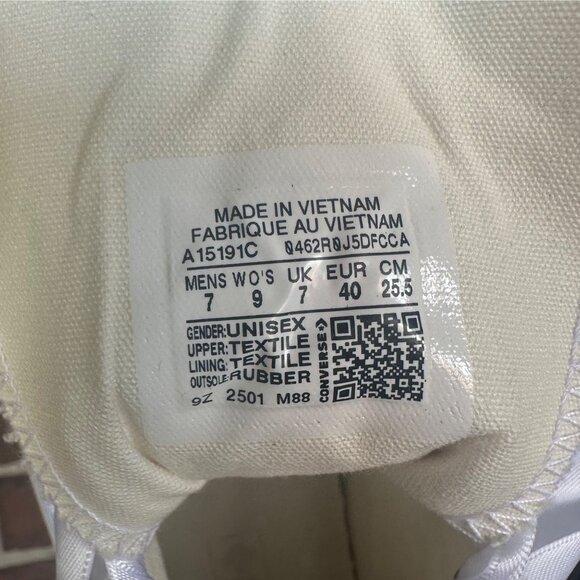 MADE IN VIETNAM
FABRIQUE AU VIETNAM
A15191C 0462R0J5DFCCA
MENS WO'S UK EUR CM
7 9 7 40 25.5
GENDER:UNISEX
UPPER:TEXTILE
LINING:TEXTILE
OUTSOLE:RUBBER
CONVERSE
9Z 2501 M88